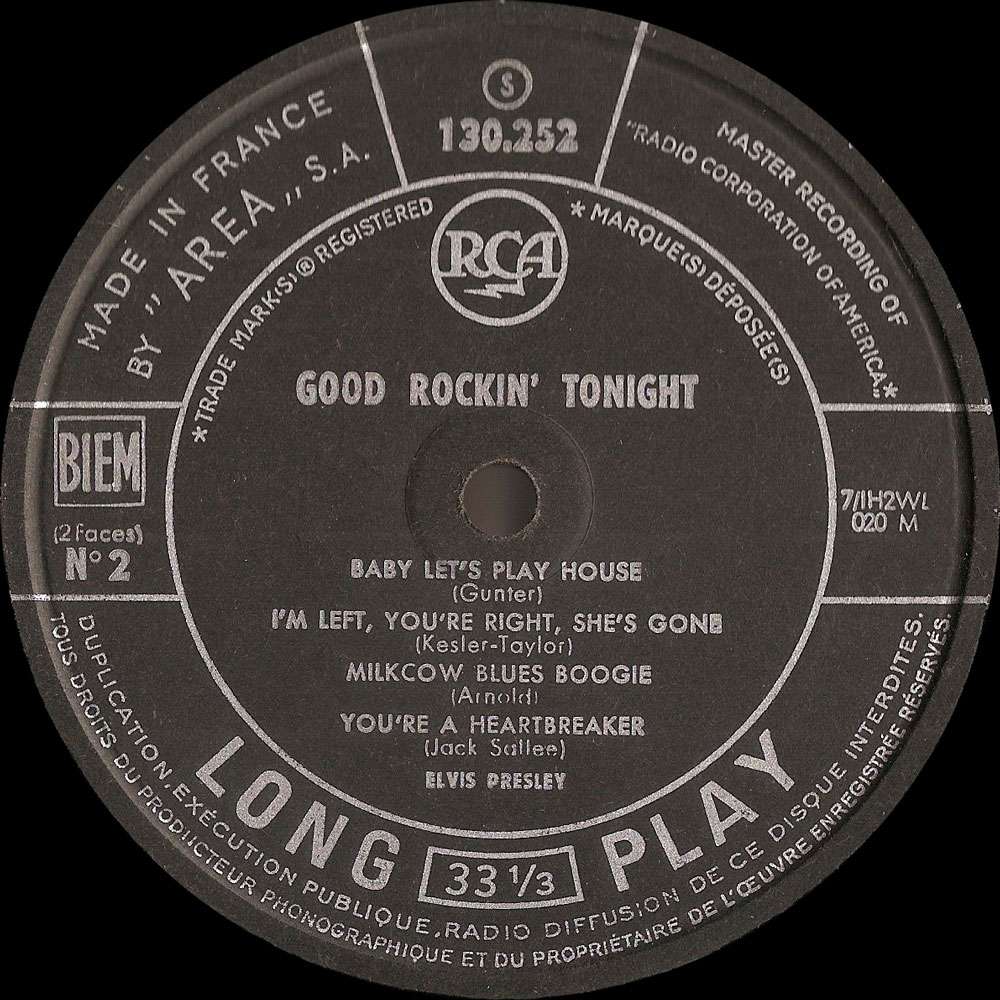 S
130.252
MADE IN FRANCE
BY ,, AREA ,, S.A.
MASTER RECORDING OF
"RADIO CORPORATION OF AMERICA„*
*TRADE MARK(S) ® REGISTERED
RCA
*MARQUE(S) DÉPOSÉE(S)
GOOD ROCKIN' TONIGHT
BIEM
(2 Faces)
N° 2
7/1H2WL
020 M
BABY LET'S PLAY HOUSE
(Gunter)
I'M LEFT, YOU'RE RIGHT, SHE'S GONE
(Kesler-Taylor)
MILKCOW BLUES BOOGIE
(Arnold)
YOU'RE A HEARTBREAKER
(Jack Sallee)
ELVIS PRESLEY
LONG PLAY
33 1/3
DUPLICATION, EXÉCUTION PUBLIQUE, RADIO DIFFUSION DE CE DISQUE INTERDITES.
TOUS DROITS DU PRODUCTEUR PHONOGRAPHIQUE ET DU PROPRIÉTAIRE DE L'ŒUVRE ENREGISTRÉE RÉSERVÉS.